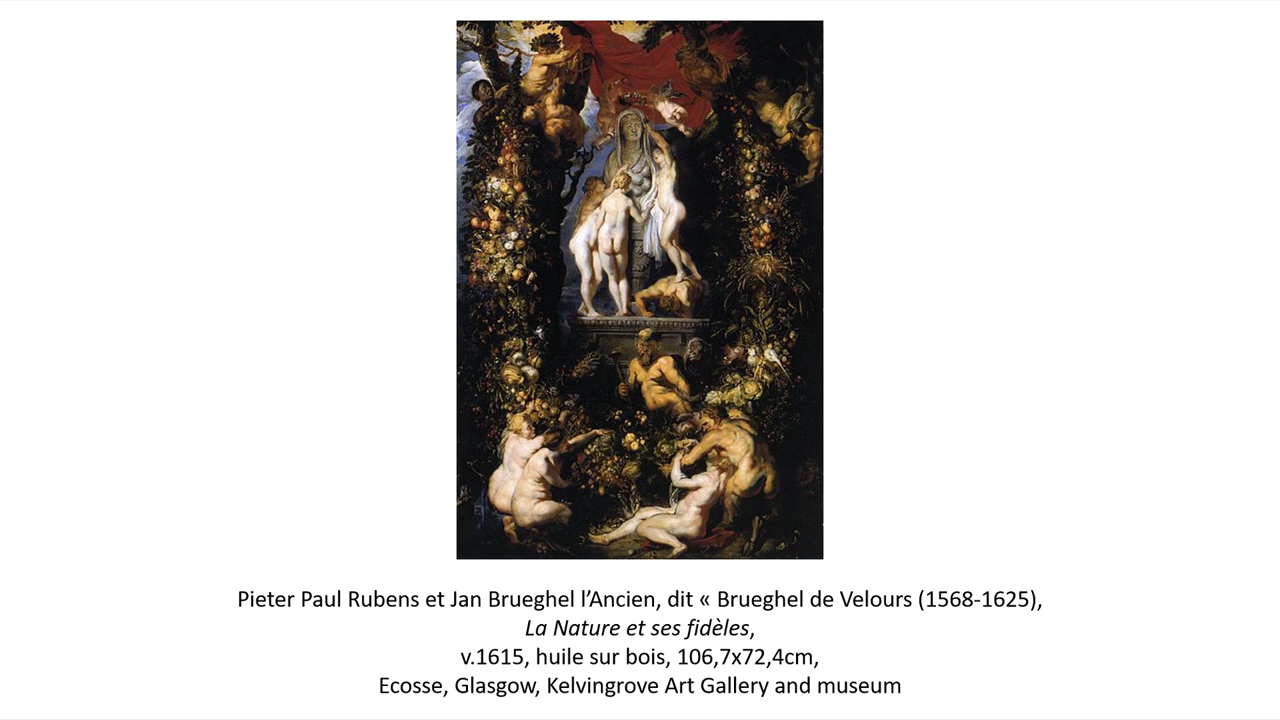 Pieter Paul Rubens et Jan Brueghel l’Ancien, dit « Brueghel de Velours (1568-1625),
La Nature et ses fidèles,
v.1615, huile sur bois, 106,7x72,4cm,
Ecosse, Glasgow, Kelvingrove Art Gallery and museum